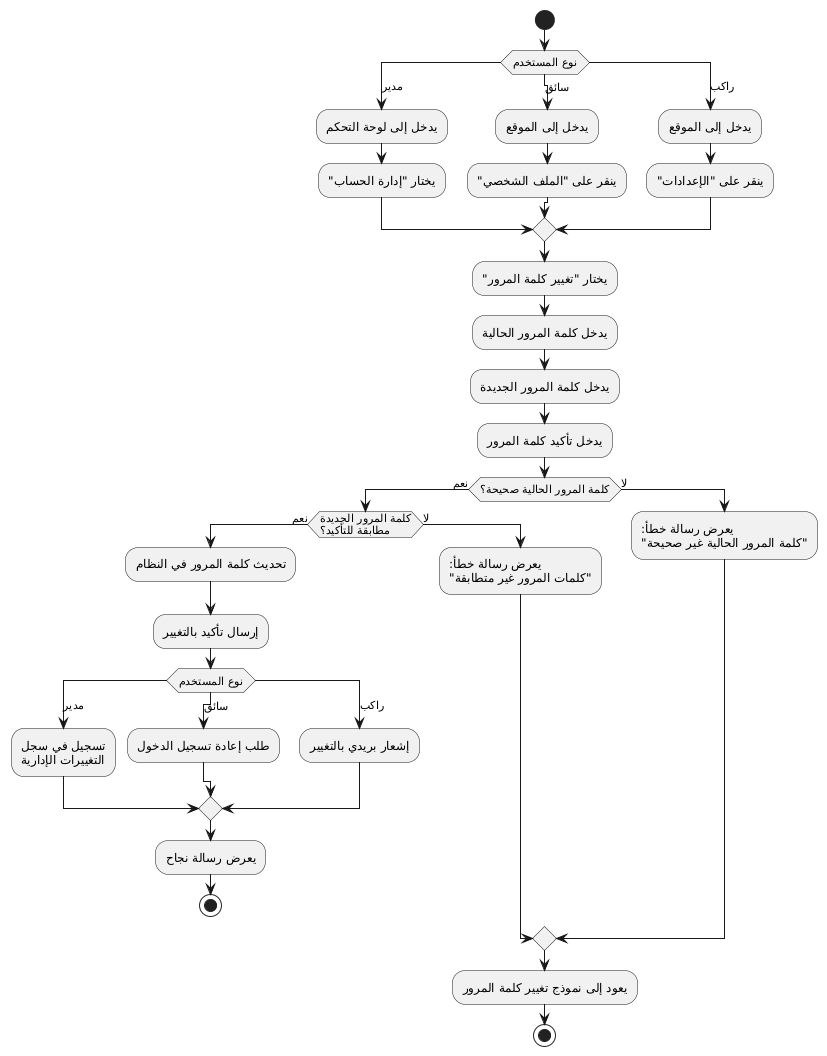 نوع المستخدم
مدير
سائق
راكب
يدخل إلى لوحة التحكم
يدخل إلى الموقع
يدخل إلى الموقع
يختار "إدارة الحساب"
ينقر على "الملف الشخصي"
ينقر على "الإعدادات"
يختار "تغيير كلمة المرور"
يدخل كلمة المرور الحالية
يدخل كلمة المرور الجديدة
يدخل تأكيد كلمة المرور
كلمة المرور الحالية صحيحة؟
نعم
لا
كلمة المرور الجديدة
مطابقة للتأكيد؟
نعم
لا
يعرض رسالة خطأ:
"كلمة المرور الحالية غير صحيحة"
يعرض رسالة خطأ:
"كلمات المرور غير متطابقة"
تحديث كلمة المرور في النظام
إرسال تأكيد بالتغيير
نوع المستخدم
مدير
سائق
راكب
تسجيل في سجل
التغييرات الإدارية
طلب إعادة تسجيل الدخول
إشعار بريدي بالتغيير
يعرض رسالة نجاح
يعود إلى نموذج تغيير كلمة المرور